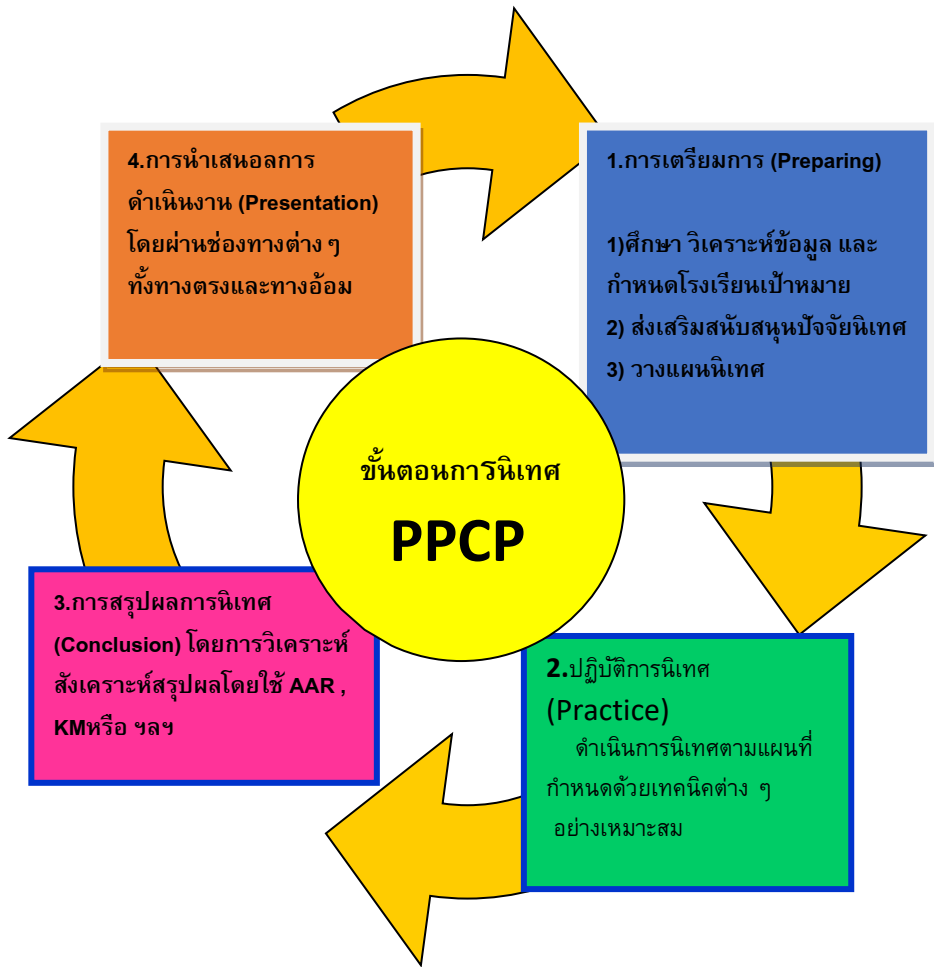 4.การนำเสนอลการ
ดำเนินงาน (Presentation)
โดยผ่านช่องทางต่าง ๆ
ทั้งทางตรงและทางอ้อม
1.การเตรียมการ (Preparing)
1)ศึกษา วิเคราะห์ข้อมูล และ
กำหนดโรงเรียนเป้าหมาย
2) ส่งเสริมสนับสนุนปัจจัยนิเทศ
3) วางแผนนิเทศ
ขั้นตอนการนิเทศ
PPCP
3.การสรุปผลการนิเทศ
(Conclusion) โดยการวิเคราะห์
สังเคราะห์สรุปผลโดยใช้ AAR ,
KMหรือ ฯลฯ
2.ปฏิบัติการนิเทศ
(Practice)
ดำเนินการนิเทศตามแผนที่
กำหนดด้วยเทคนิคต่าง ๆ
อย่างเหมาะสม